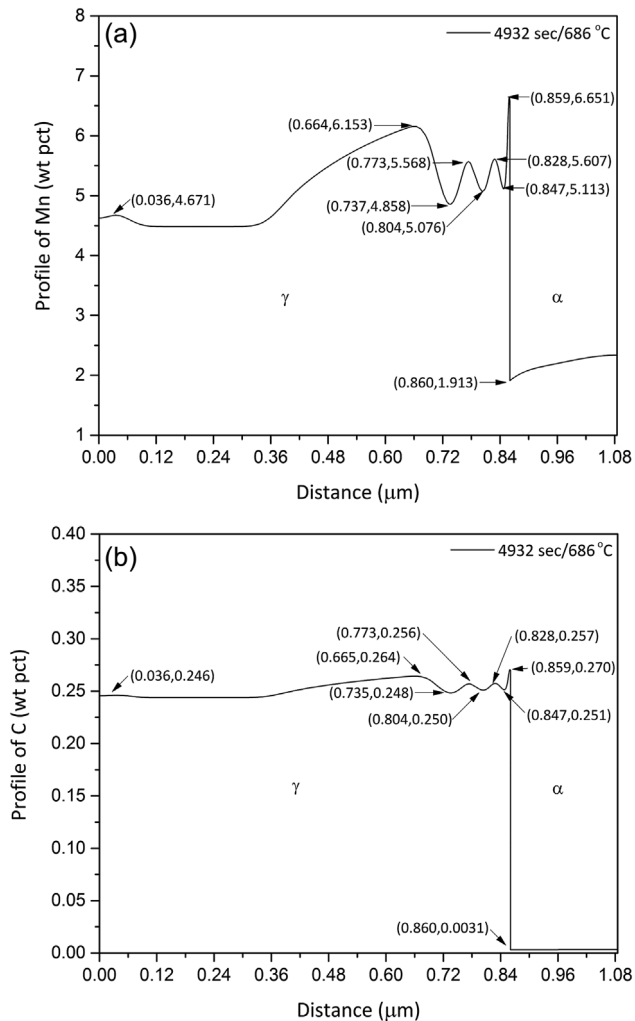 (a)
4932 sec/686 °C
8
7
6
5
4
3
2
1
Profile of Mn (wt pct)
(0.859,6.651)
(0.664,6.153)
(0.773,5.568)
(0.828,5.607)
(0.036,4.671)
(0.737,4.858)
(0.847,5.113)
(0.804,5.076)
γ
α
(0.860,1.913)
0.00 0.12 0.24 0.36 0.48 0.60 0.72 0.84 0.96 1.08
Distance (μm)
(b)
4932 sec/686 °C
0.40
0.35
0.30
0.25
0.20
0.15
0.10
0.05
0.00
Profile of C (wt pct)
(0.773,0.256)
(0.828,0.257)
(0.665,0.264)
(0.859,0.270)
(0.036,0.246)
(0.735,0.248)
(0.804,0.250)
(0.847,0.251)
γ
α
(0.860,0.0031)
0.00 0.12 0.24 0.36 0.48 0.60 0.72 0.84 0.96 1.08
Distance (μm)